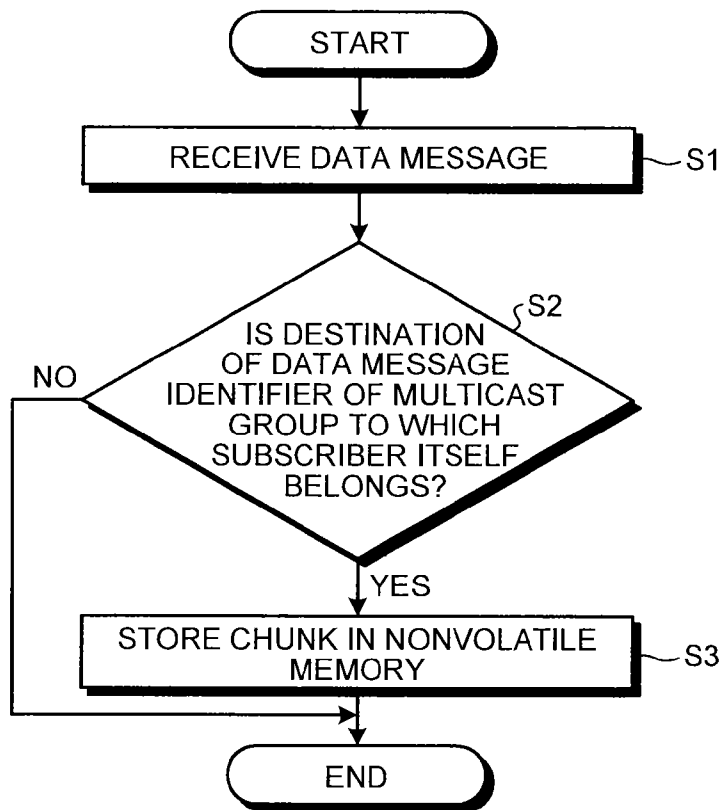 START
RECEIVE DATA MESSAGE
S1
S2
IS DESTINATION
OF DATA MESSAGE
IDENTIFIER OF MULTICAST
GROUP TO WHICH
SUBSCRIBER ITSELF
BELONGS?
NO
YES
STORE CHUNK IN NONVOLATILE
MEMORY
S3
END